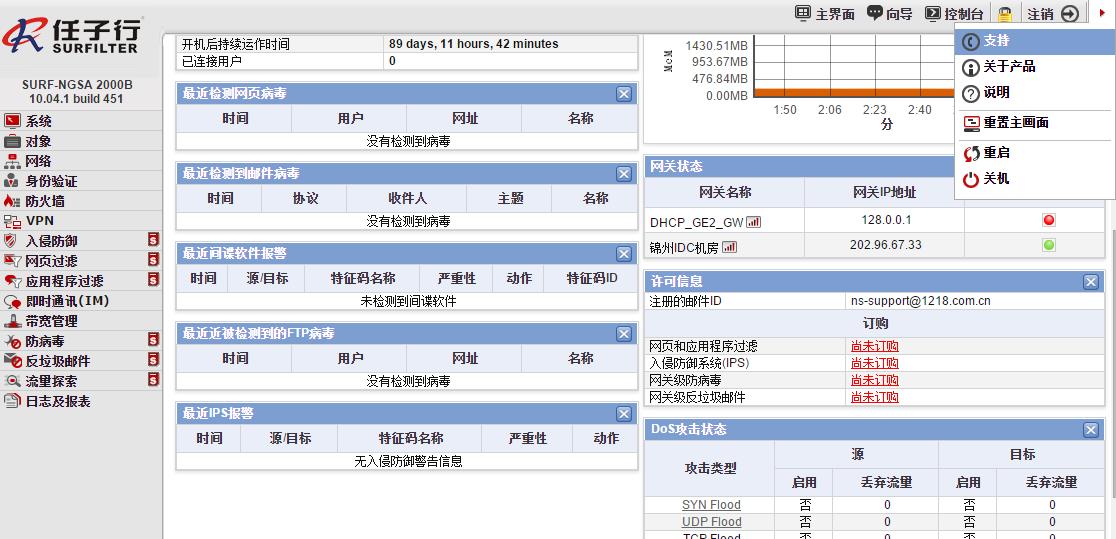 任子行
SURFILTER
主界面 向导 控制台 注销
支持
关于产品
说明
重置主画面
重启
关机
SURF-NGSA 2000B
10.04.1 build 451
系统
对象
网络
身份验证
防火墙
VPN
入侵防御
网页过滤
应用程序过滤
即时通讯(IM)
带宽管理
防病毒
反垃圾邮件
流量探索
日志及报表
开机后持续运作时间 89 days, 11 hours, 42 minutes
已连接用户 0
最近检测网页病毒
时间 用户 网址 名称
没有检测到病毒
最近检测到邮件病毒
时间 协议 收件人 主题 名称
没有检测到病毒
最近间谍软件报警
时间 源/目标 特征码名称 严重性 动作 特征码ID
未检测到间谍软件
最近近被检测到的FTP病毒
时间 用户 网址 名称
没有检测到病毒
最近IPS报警
时间 源/目标 特征码名称 严重性 动作
无入侵防御警告信息
MeM
1430.51MB
953.67MB
476.84MB
0.00MB
1:50 2:06 2:23 2:40
分
网关状态
网关名称 网关IP地址
DHCP_GE2_GW 128.0.0.1
锦州IDC机房 202.96.67.33
许可信息
注册的邮件ID ns-support@1218.com.cn
订购
网页和应用程序过滤 尚未订购
入侵防御系统(IPS) 尚未订购
网关级防病毒 尚未订购
网关级反垃圾邮件 尚未订购
DoS攻击状态
攻击类型 源 目标
启用 丢弃流量 启用 丢弃流量
SYN Flood 否 0 否 0
UDP Flood 否 0 否 0
TCP Flood 否 0 否 0